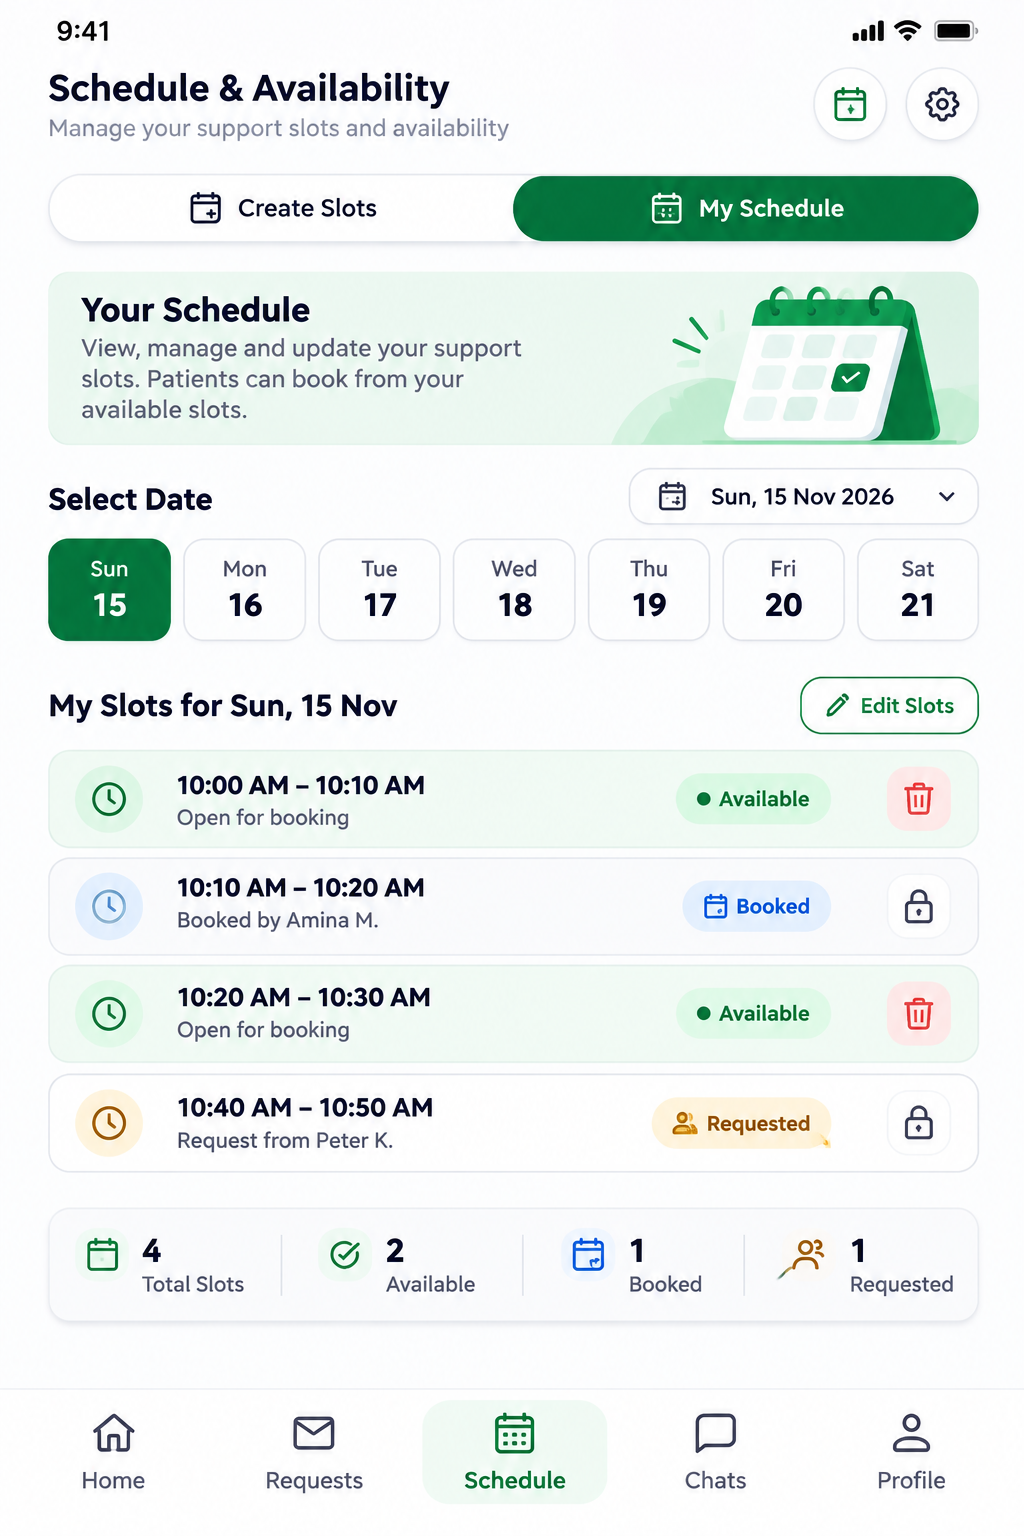 9:41
Schedule & Availability
Manage your support slots and availability
Create Slots
My Schedule
Your Schedule
View, manage and update your support
slots. Patients can book from your
available slots.
Select Date
Sun, 15 Nov 2026
Sun Mon Tue Wed Thu Fri Sat
15 16 17 18 19 20 21
My Slots for Sun, 15 Nov
Edit Slots
10:00 AM – 10:10 AM
Open for booking
Available
10:10 AM – 10:20 AM
Booked by Amina M.
Booked
10:20 AM – 10:30 AM
Open for booking
Available
10:40 AM – 10:50 AM
Request from Peter K.
Requested
4
Total Slots
2
Available
1
Booked
1
Requested
Home
Requests
Schedule
Chats
Profile